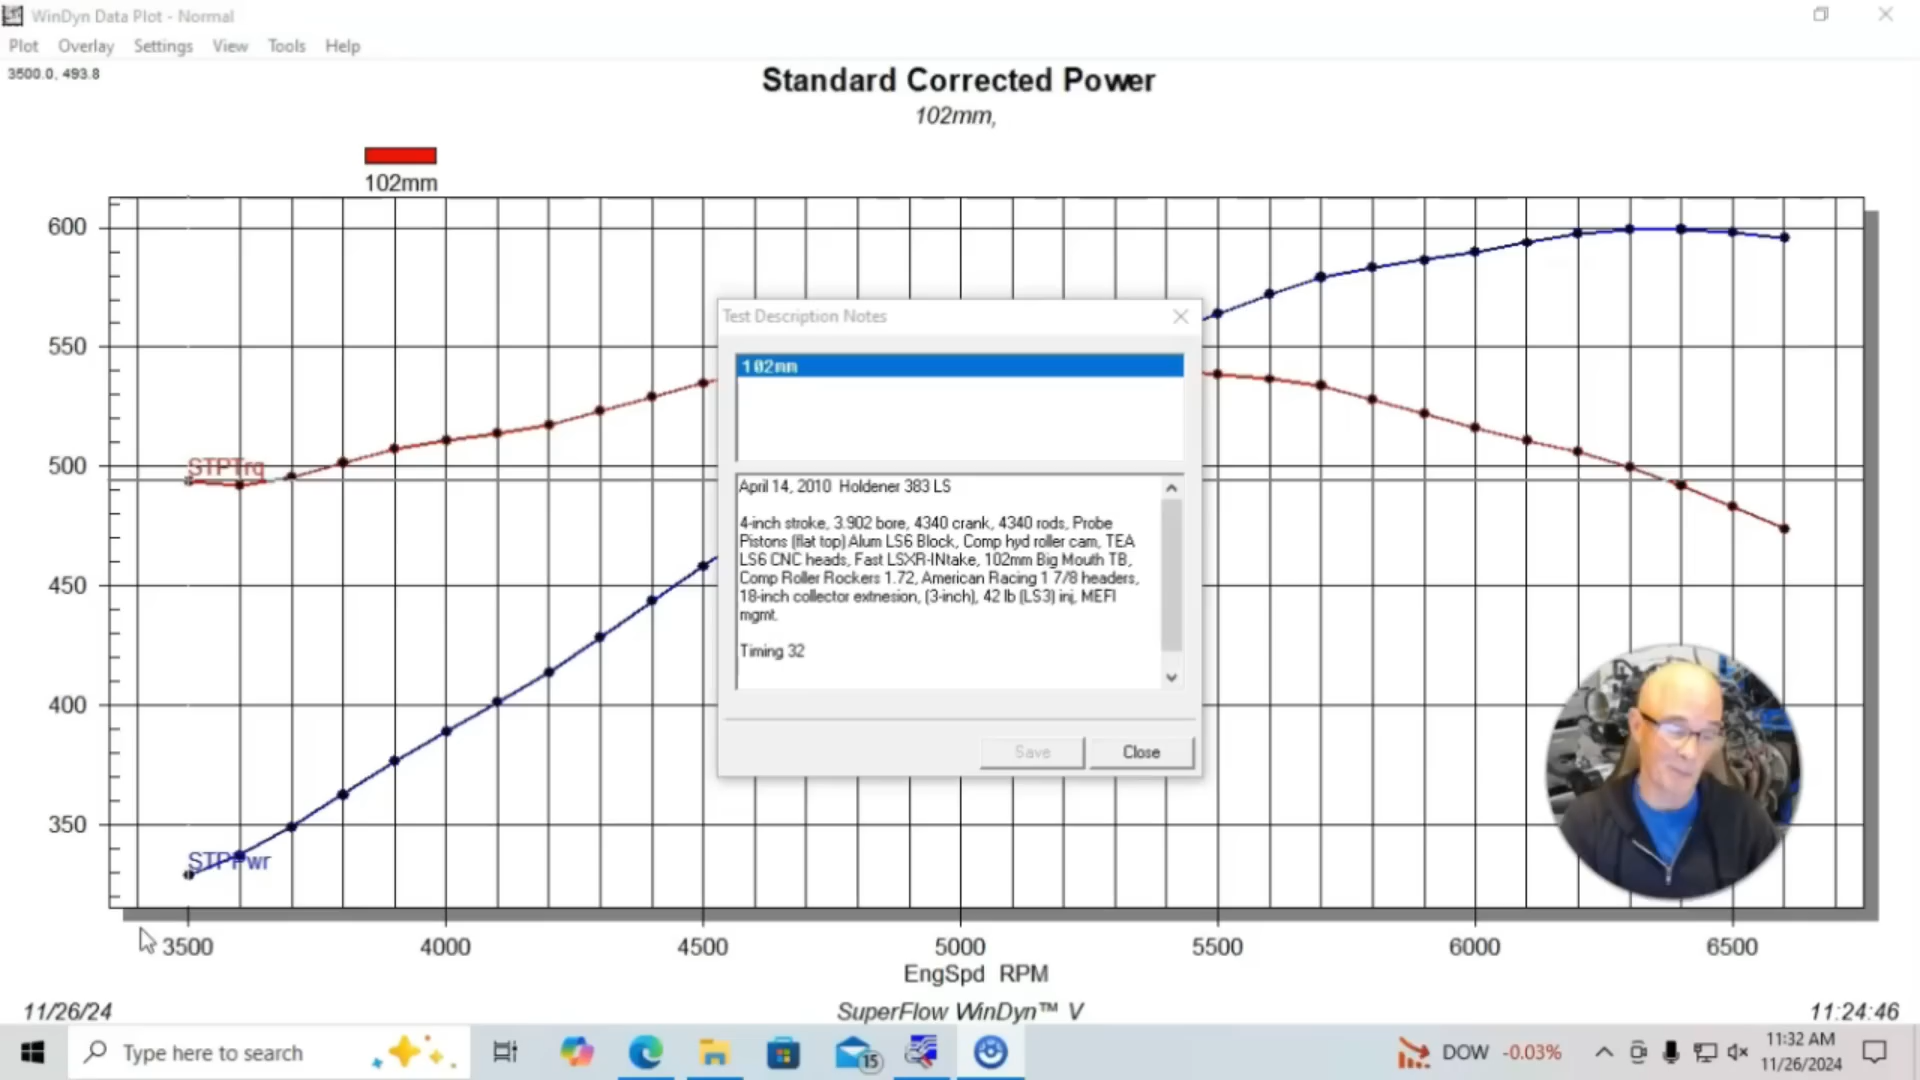 WinDyn Data Plot - Normal
Plot Overlay Settings View Tools Help
3500.0, 493.8
Standard Corrected Power
102mm,
102mm
600
550
500
450
400
350
STPTrq
STPPwr
Test Description Notes
102mm
April 14, 2010 Holdener 383 LS
4-inch stroke, 3.902 bore, 4340 crank, 4340 rods, Probe
Pistons (flat top) Alum LS6 Block, Comp hyd roller cam, TEA
LS6 CNC heads, Fast LSXR-INtake, 102mm Big Mouth TB,
Comp Roller Rockers 1.72, American Racing 1 7/8 headers,
18-inch collector extnesion, (3-inch), 42 lb (LS3) inj, MEFI
mgmt.
Timing 32
Save Close
3500 4000 4500 5000 5500 6000 6500
EngSpd RPM
11/26/24 SuperFlow WinDyn™ V 11:24:46
Type here to search
15
DOW -0.03%
11:32 AM
11/26/2024